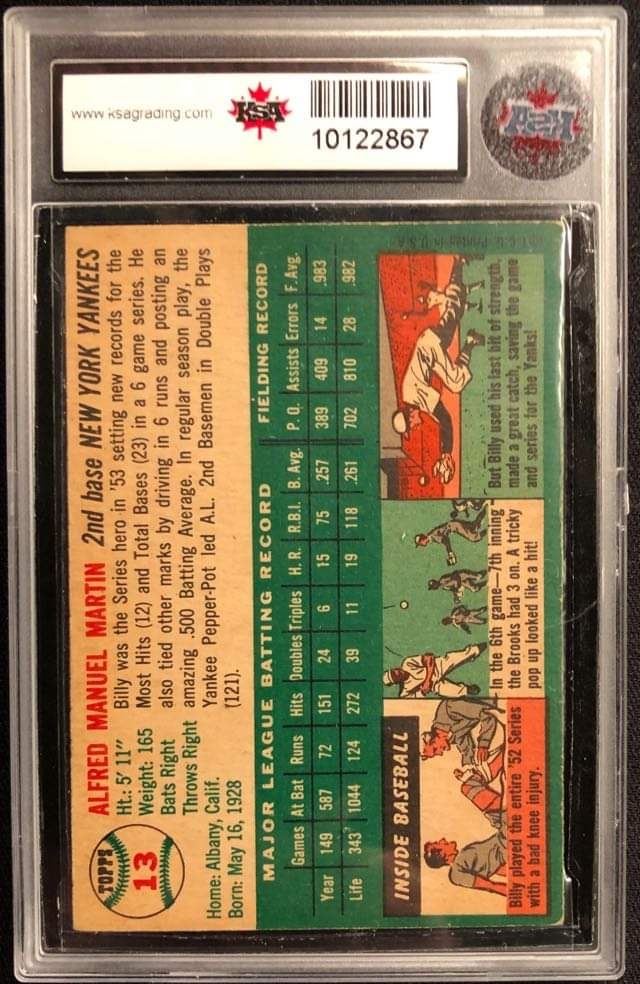 www.ksagrading.com
KSA
10122867
KSA
TOPPS
13
ALFRED MANUEL MARTIN 2nd base NEW YORK YANKEES
Ht.: 5' 11"
Weight: 165
Bats Right
Throws Right
Home: Albany, Calif.
Born: May 16, 1928
Billy was the Series hero in '53 setting new records for the
Most Hits (12) and Total Bases (23) in a 6 game series. He
also tied other marks by driving in 6 runs and posting an
amazing .500 Batting Average. In regular season play, the
Yankee Pepper-Pot led A.L. 2nd Basemen in Double Plays
(121).
MAJOR LEAGUE BATTING RECORD FIELDING RECORD
Games At Bat Runs Hits Doubles Triples H. R. R.B.I. B. Avg. P. O. Assists Errors F. Avg.
Year 149 587 72 151 24 6 15 75 .257 389 409 14 .983
Life 343 1044 124 272 39 11 19 118 .261 702 810 28 .982
INSIDE BASEBALL
Billy played the entire '52 Series
with a bad knee injury.
In the 6th game—7th inning
the Brooks had 3 on. A tricky
pop up looked like a hit!
But Billy used his last bit of strength,
made a great catch, saving the game
and series for the Yanks!
T.C.G. Printed in U.S.A.